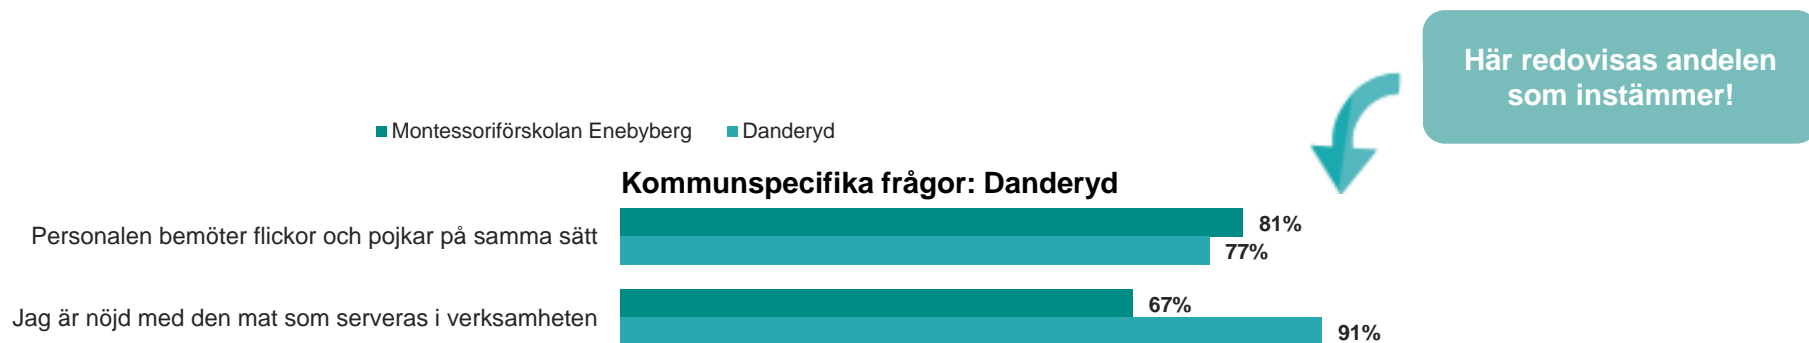 Här redovisas andelen
som instämmer!
Montessoriförskolan Enebyberg Danderyd
Kommunspecifika frågor: Danderyd
Personalen bemöter flickor och pojkar på samma sätt
81%
77%
Jag är nöjd med den mat som serveras i verksamheten
67%
91%